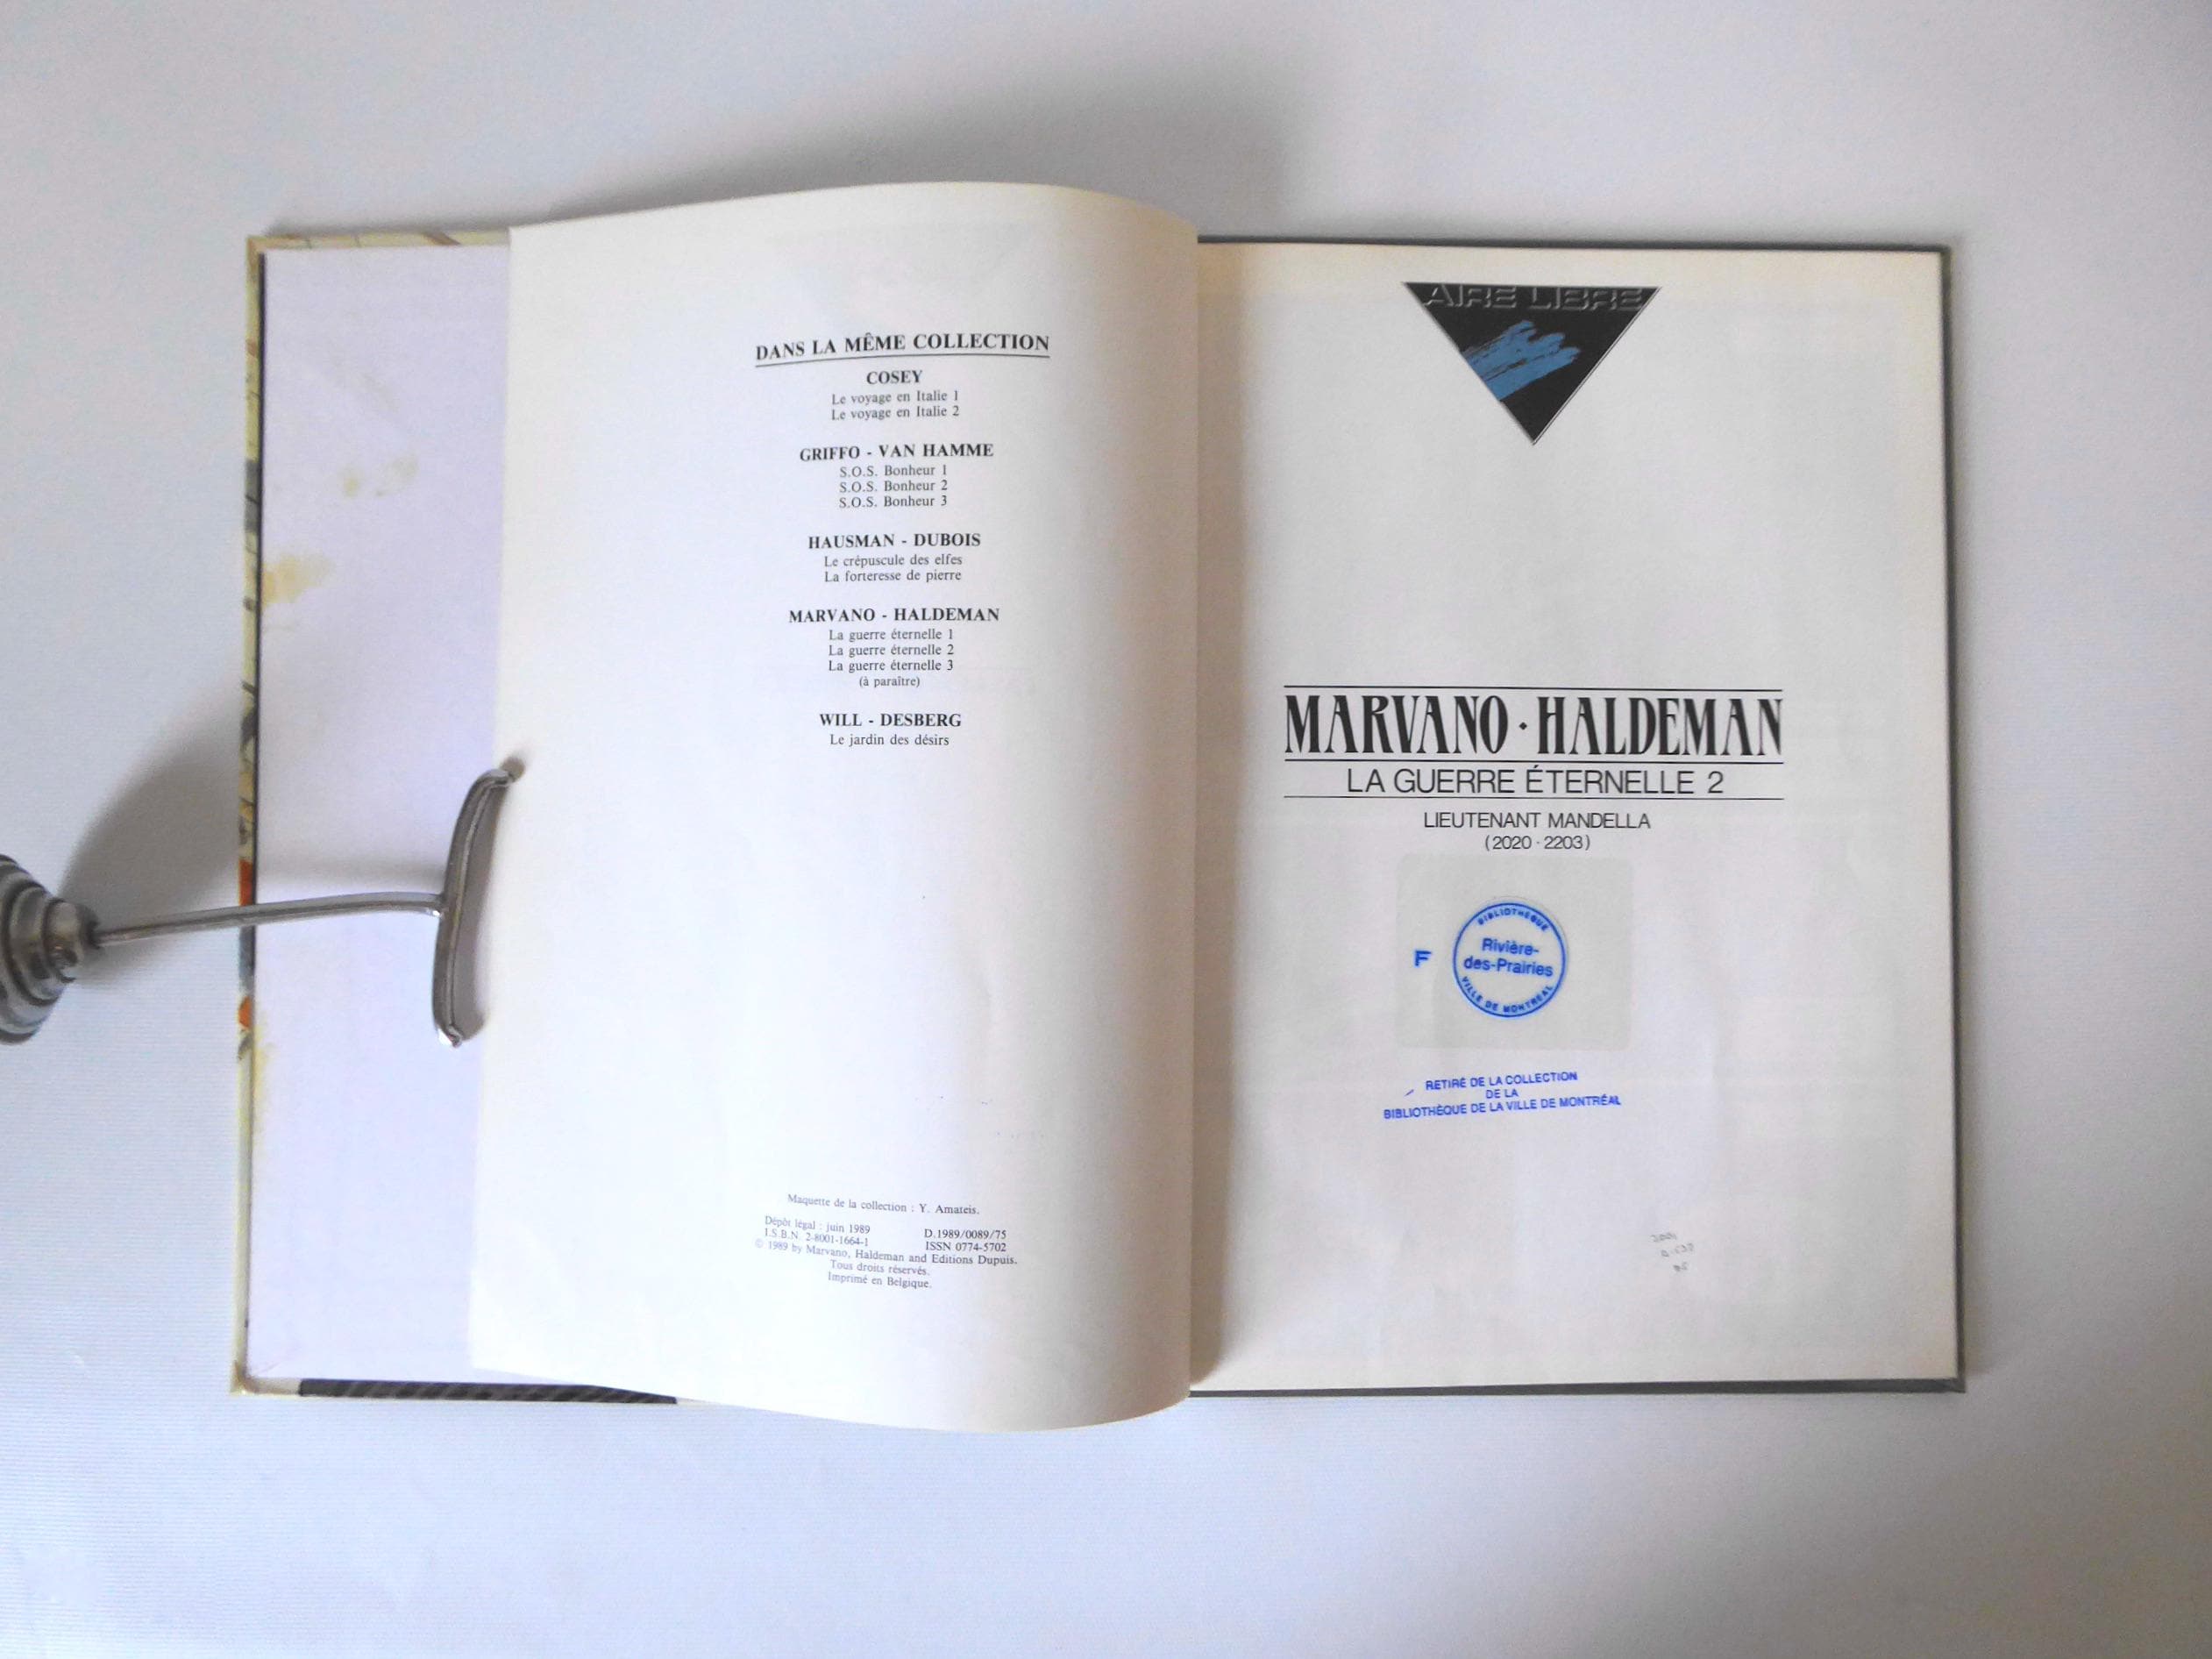 DANS LA MÊME COLLECTION
COSEY
Le voyage en Italie 1
Le voyage en Italie 2
GRIFFO - VAN HAMME
S.O.S. Bonheur 1
S.O.S. Bonheur 2
S.O.S. Bonheur 3
HAUSMAN - DUBOIS
Le crépuscule des elfes
La forteresse de pierre
MARVANO - HALDEMAN
La guerre éternelle 1
La guerre éternelle 2
La guerre éternelle 3
(à paraître)
WILL - DESBERG
Le jardin des désirs
Maquette de la collection : Y. Amateis.
Dépôt légal : juin 1989 D.1989/0089/75
I.S.B.N. 2-8001-1664-1 ISSN 0774-5702
© 1989 by Marvano, Haldeman and Editions Dupuis.
Tous droits réservés.
Imprimé en Belgique.
AIRE LIBRE
MARVANO · HALDEMAN
LA GUERRE ÉTERNELLE 2
LIEUTENANT MANDELLA
(2020 - 2203)
BIBLIOTHÈQUE
F Rivière-
des-Prairies
VILLE DE MONTRÉAL
RETIRÉ DE LA COLLECTION
DE LA
BIBLIOTHÈQUE DE LA VILLE DE MONTRÉAL